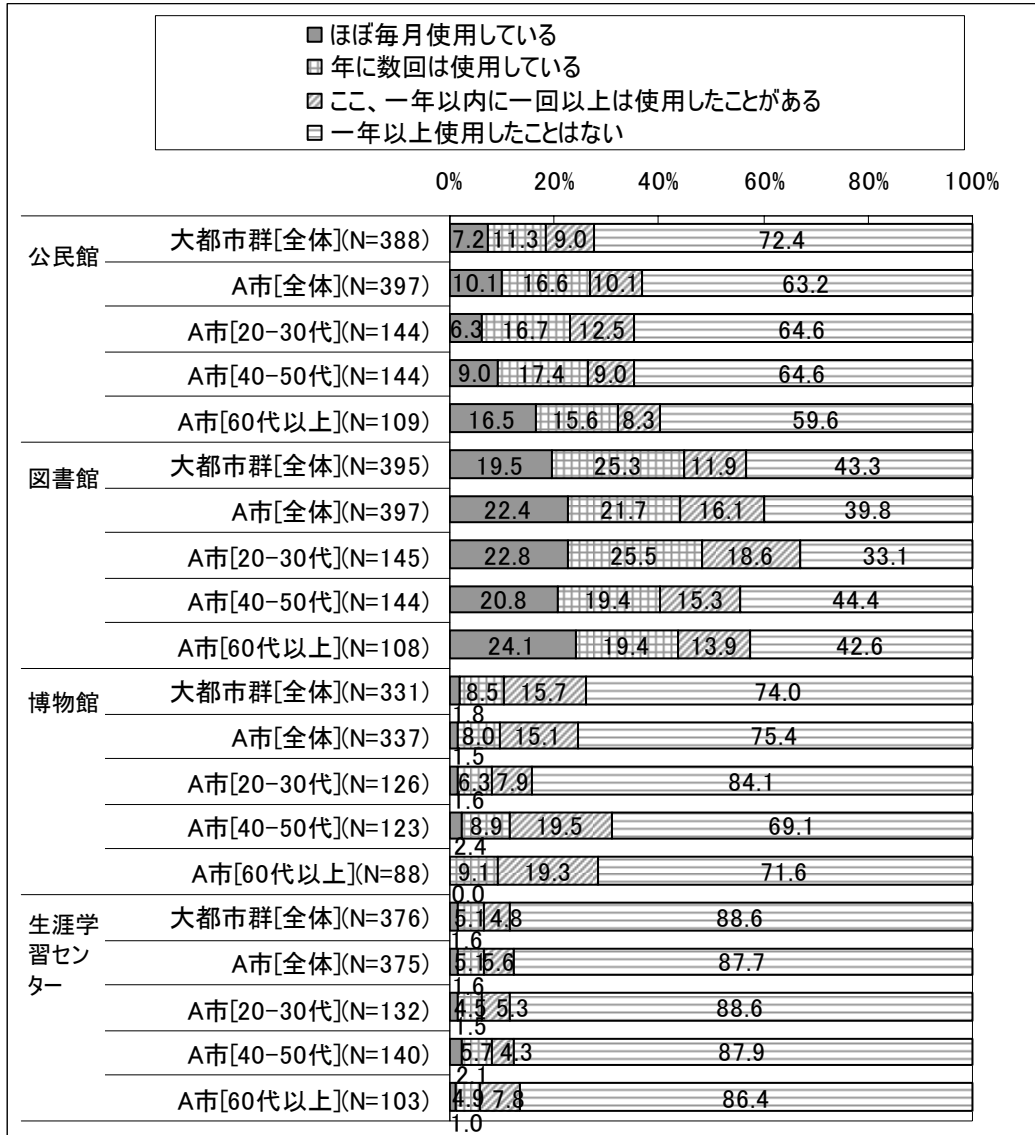 ほぼ毎月使用している
年に数回は使用している
ここ、一年以内に一回以上は使用したことがある
一年以上使用したことはない
0% 20% 40% 60% 80% 100%
公民館
大都市群[全体](N=388) 7.2 11.3 9.0 72.4
A市[全体](N=397) 10.1 16.6 10.1 63.2
A市[20-30代](N=144) 6.3 16.7 12.5 64.6
A市[40-50代](N=144) 9.0 17.4 9.0 64.6
A市[60代以上](N=109) 16.5 15.6 8.3 59.6
図書館
大都市群[全体](N=395) 19.5 25.3 11.9 43.3
A市[全体](N=397) 22.4 21.7 16.1 39.8
A市[20-30代](N=145) 22.8 25.5 18.6 33.1
A市[40-50代](N=144) 20.8 19.4 15.3 44.4
A市[60代以上](N=108) 24.1 19.4 13.9 42.6
博物館
大都市群[全体](N=331) 8.5 15.7 74.0
1.8
A市[全体](N=337) 8.0 15.1 75.4
1.5
A市[20-30代](N=126) 6.3 7.9 84.1
1.6
A市[40-50代](N=123) 8.9 19.5 69.1
2.4
A市[60代以上](N=88) 9.1 19.3 71.6
0.0
生涯学
習セン
ター
大都市群[全体](N=376) 5.1 4.8 88.6
1.6
A市[全体](N=375) 5.1 5.6 87.7
1.6
A市[20-30代](N=132) 4.5 5.3 88.6
1.5
A市[40-50代](N=140) 5.7 4.3 87.9
2.1
A市[60代以上](N=103) 4.9 7.8 86.4
1.0